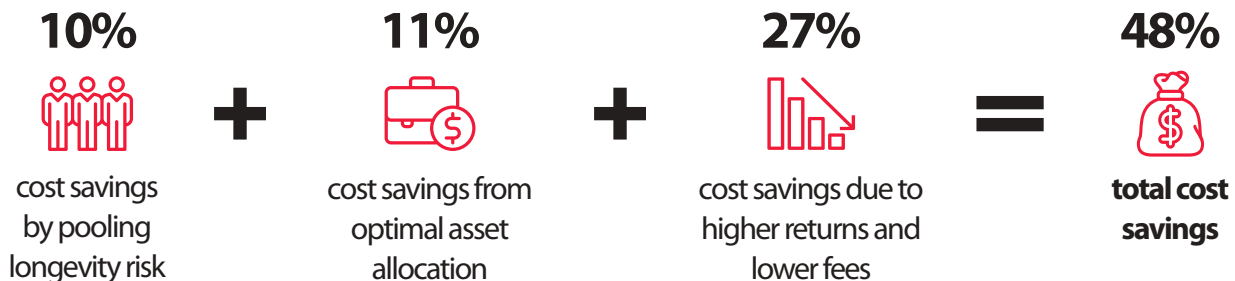 10%
+
11%
+
27%
=
48%
cost savings
by pooling
longevity risk
cost savings from
optimal asset
allocation
cost savings due to
higher returns and
lower fees
total cost
savings